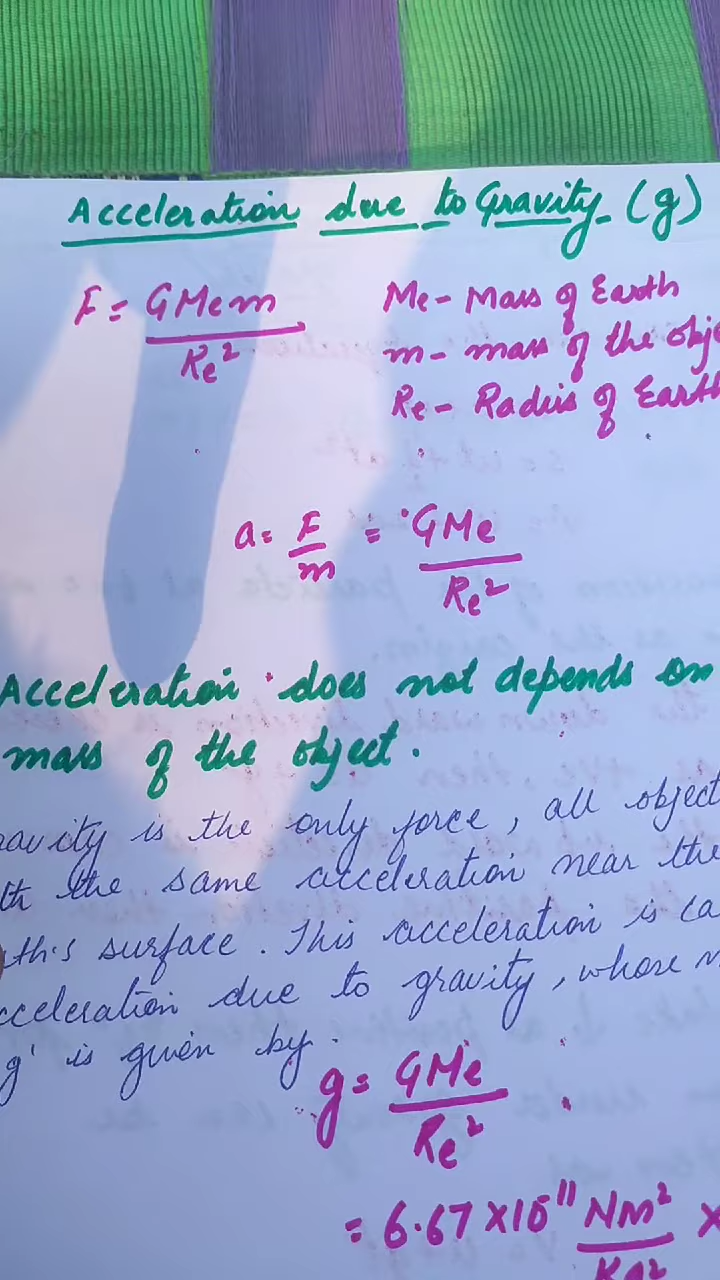 Acceleration due to Gravity (g)
F = GMem / Re²
Me - Mass of Earth
m - mass of the obje
Re - Radius of Earth
a = F/m = GMe / Re²
Acceleration does not depends on
mass of the object.
ravity is the only force, all object
th the same acceleration near the
th's surface. This acceleration is ca
cceleration due to gravity, whose
g' is given by
g = GMe / Re²
= 6.67 × 10¹¹ Nm² / Kg² ×